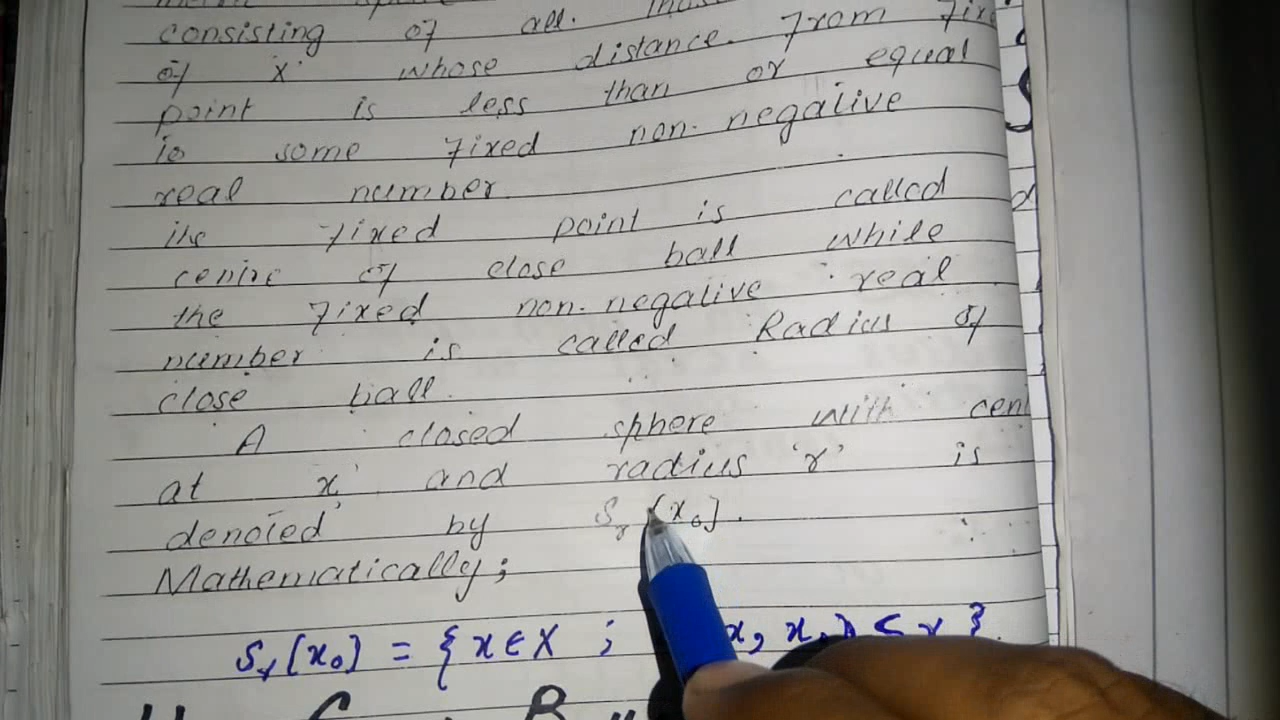 consisting of all.
of X whose distance. from
point is less than or equal
to some fixed non-negative
real number.
the fixed point is called
centre of close ball while
the fixed non-negative real
number is called Radius of
close ball.
A closed sphere with cen
at x and radius 'r' is
denoted by Sr[x0].
Mathematically;
Sr[x0] = {x∈X ; x, x0) ≤ r}.